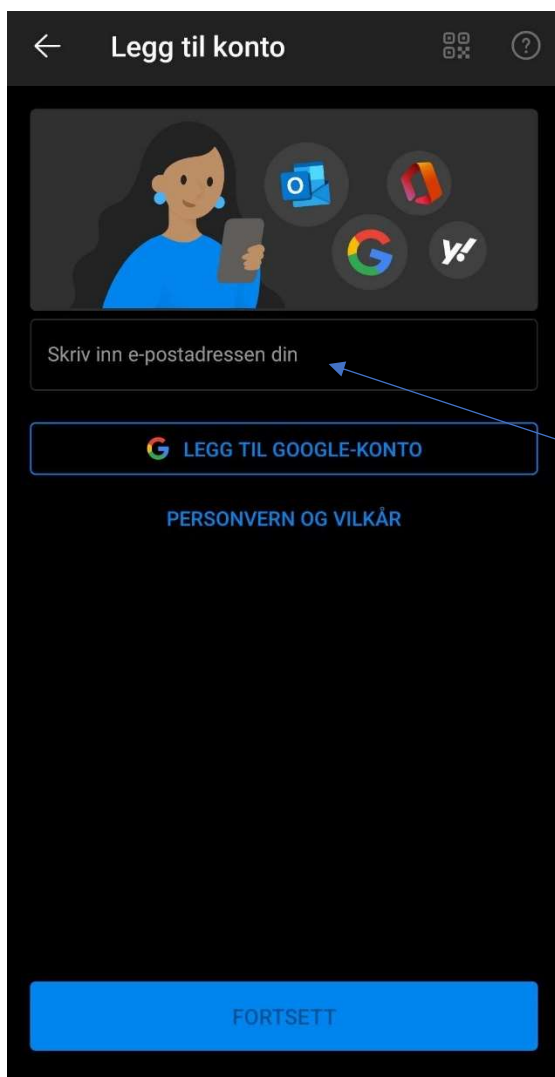 Legg til konto
Skriv inn e-postadressen din
LEGG TIL GOOGLE-KONTO
PERSONVERN OG VILKÅR
FORTSETT